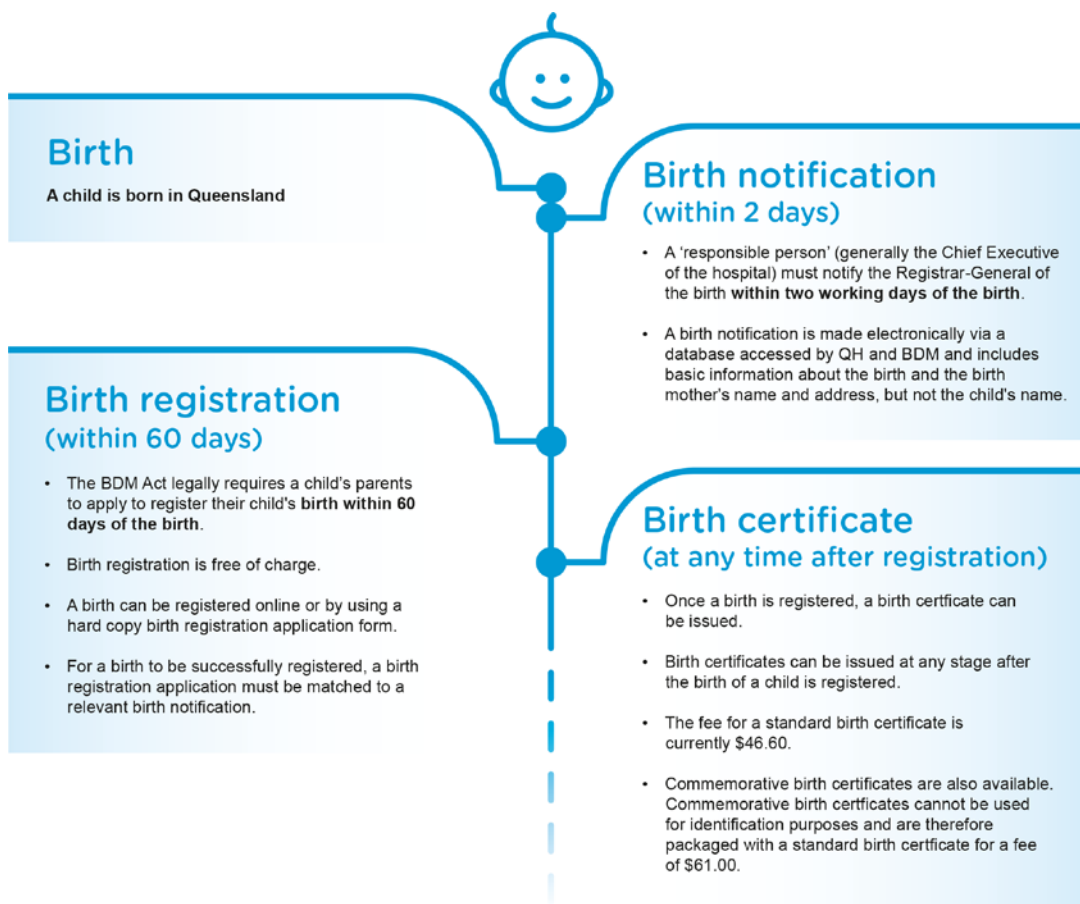 Birth
A child is born in Queensland
Birth notification
(within 2 days)
• A ‘responsible person’ (generally the Chief Executive
of the hospital) must notify the Registrar-General of
the birth within two working days of the birth.
• A birth notification is made electronically via a
database accessed by QH and BDM and includes
basic information about the birth and the birth
mother's name and address, but not the child's name.
Birth registration
(within 60 days)
• The BDM Act legally requires a child's parents
to apply to register their child's birth within 60
days of the birth.
• Birth registration is free of charge.
• A birth can be registered online or by using a
hard copy birth registration application form.
• For a birth to be successfully registered, a birth
registration application must be matched to a
relevant birth notification.
Birth certificate
(at any time after registration)
• Once a birth is registered, a birth certficate can
be issued.
• Birth certificates can be issued at any stage after
the birth of a child is registered.
• The fee for a standard birth certificate is
currently $46.60.
• Commemorative birth certificates are also available.
Commemorative birth certficates cannot be used
for identification purposes and are therefore
packaged with a standard birth certficate for a fee
of $61.00.